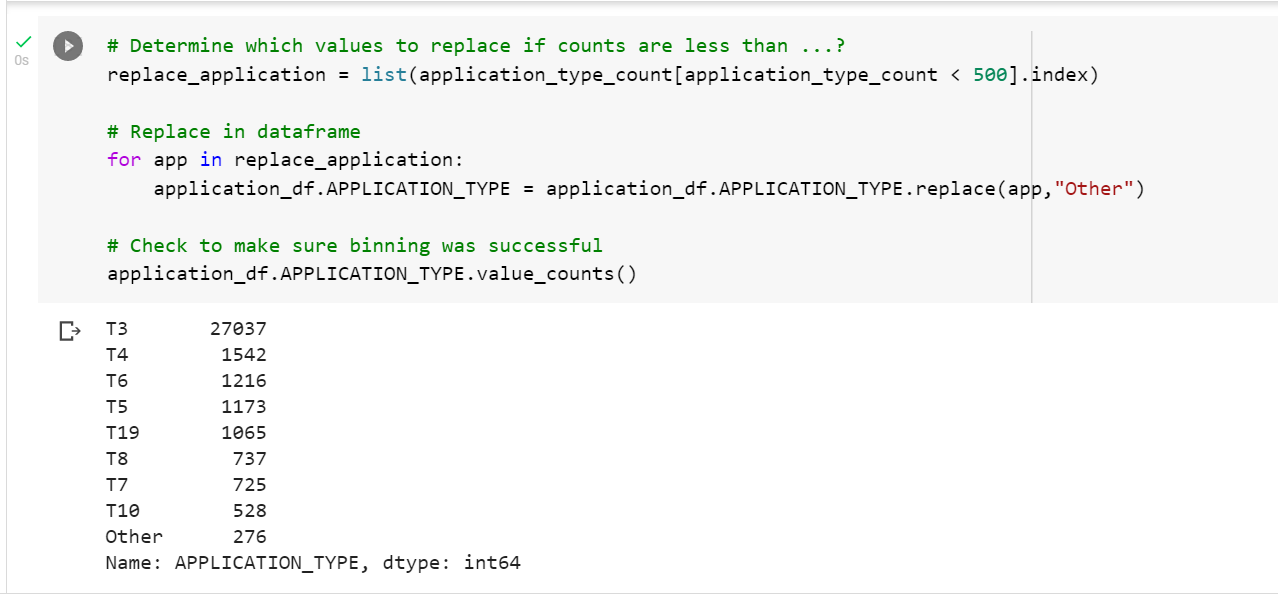 # Determine which values to replace if counts are less than ...?
0s
replace_application = list(application_type_count[application_type_count < 500].index)
# Replace in dataframe
for app in replace_application:
    application_df.APPLICATION_TYPE = application_df.APPLICATION_TYPE.replace(app,"Other")
# Check to make sure binning was successful
application_df.APPLICATION_TYPE.value_counts()
T3       27037
T4        1542
T6        1216
T5        1173
T19       1065
T8         737
T7         725
T10        528
Other      276
Name: APPLICATION_TYPE, dtype: int64